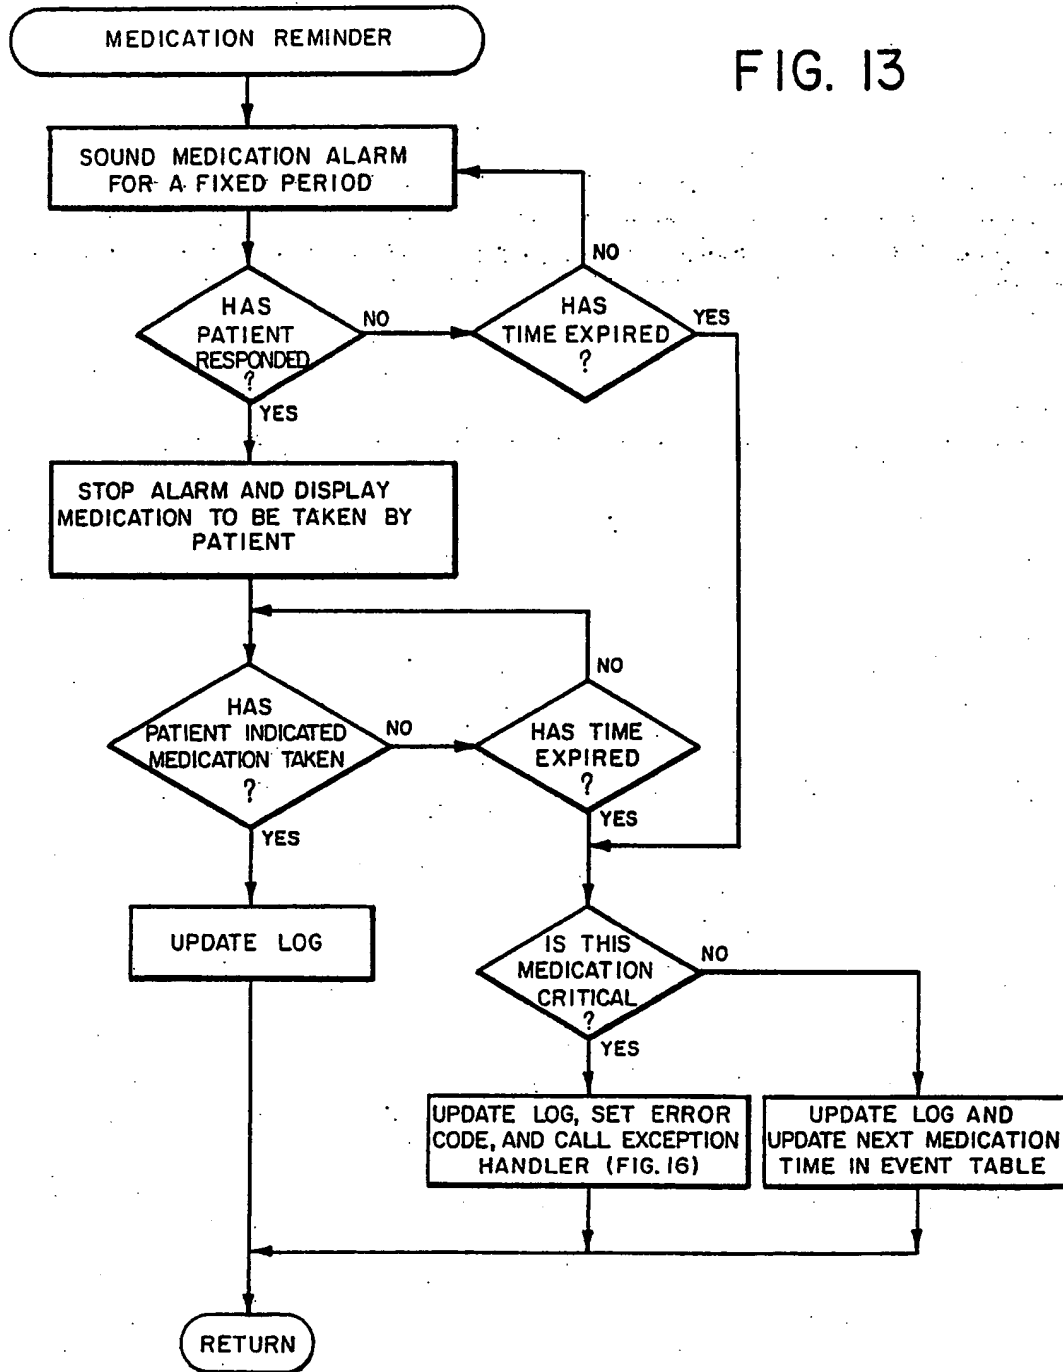 MEDICATION REMINDER
FIG. 13
SOUND MEDICATION ALARM
FOR A FIXED PERIOD
NO
HAS
PATIENT
RESPONDED
?
NO
HAS
TIME EXPIRED
?
YES
YES
STOP ALARM AND DISPLAY
MEDICATION TO BE TAKEN BY
PATIENT
NO
HAS
PATIENT INDICATED
MEDICATION TAKEN
?
NO
HAS TIME
EXPIRED
?
YES
YES
UPDATE LOG
IS THIS
MEDICATION
CRITICAL
?
NO
YES
UPDATE LOG, SET ERROR
CODE, AND CALL EXCEPTION
HANDLER (FIG. 16)
UPDATE LOG AND
UPDATE NEXT MEDICATION
TIME IN EVENT TABLE
RETURN